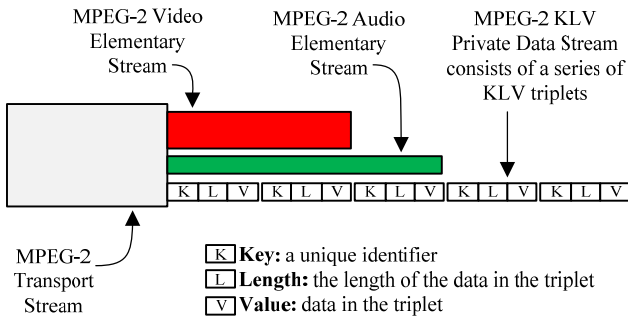 MPEG-2 Video
Elementary
Stream
MPEG-2 Audio
Elementary
Stream
MPEG-2 KLV
Private Data Stream
consists of a series of
KLV triplets
K L V K L V K L V K L V K L V
MPEG-2
Transport
Stream
K Key: a unique identifier
L Length: the length of the data in the triplet
V Value: data in the triplet